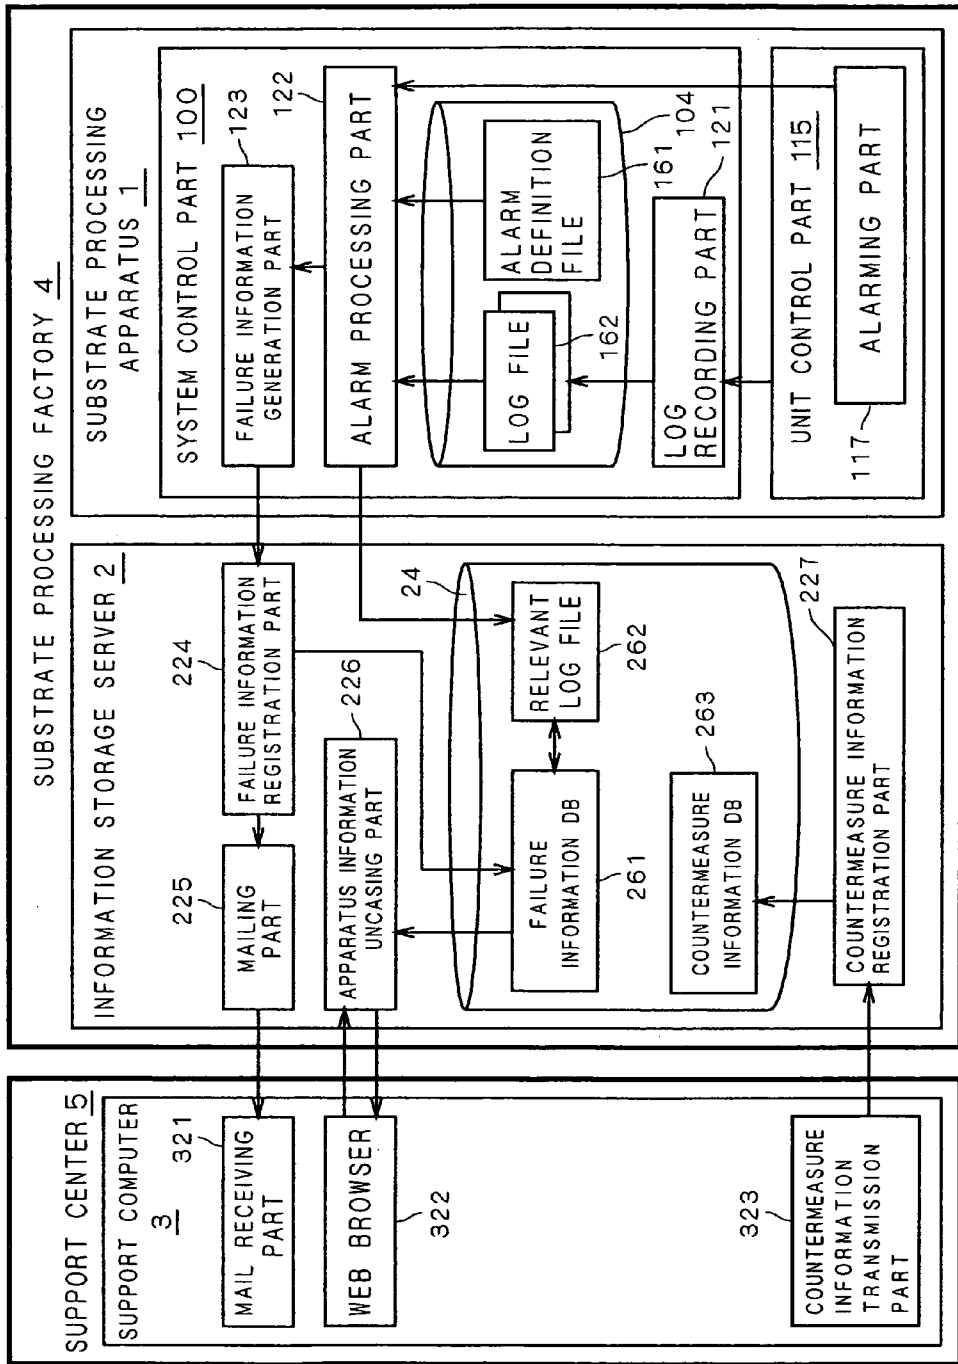 SUPPORT CENTER 5
SUPPORT COMPUTER
3
321
MAIL RECEIVING
PART
WEB BROWSER
322
323
COUNTERMEASURE
INFORMATION
TRANSMISSION
PART
SUBSTRATE PROCESSING FACTORY 4
INFORMATION STORAGE SERVER 2
225
MAILING
PART
224
FAILURE INFORMATION
REGISTRATION PART
226
APPARATUS INFORMATION
UNCASING PART
24
FAILURE
INFORMATION DB
261
RELEVANT
LOG FILE
262
263
COUNTERMEASURE
INFORMATION DB
227
COUNTERMEASURE INFORMATION
REGISTRATION PART
SUBSTRATE PROCESSING
APPARATUS 1
SYSTEM CONTROL PART 100
123
FAILURE INFORMATION
GENERATION PART
122
ALARM PROCESSING PART
LOG FILE
162
ALARM
DEFINITION
FILE
161
104
LOG
RECORDING PART
121
UNIT CONTROL PART 115
117
ALARMING PART